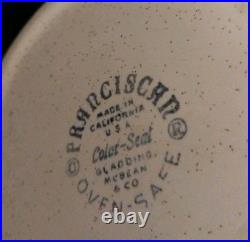 © FRANCISCAN ®
MADE IN
CALIFORNIA
U.S.A.
Color-Seal
GLADDING,
McBEAN
& CO
OVEN-SAFE